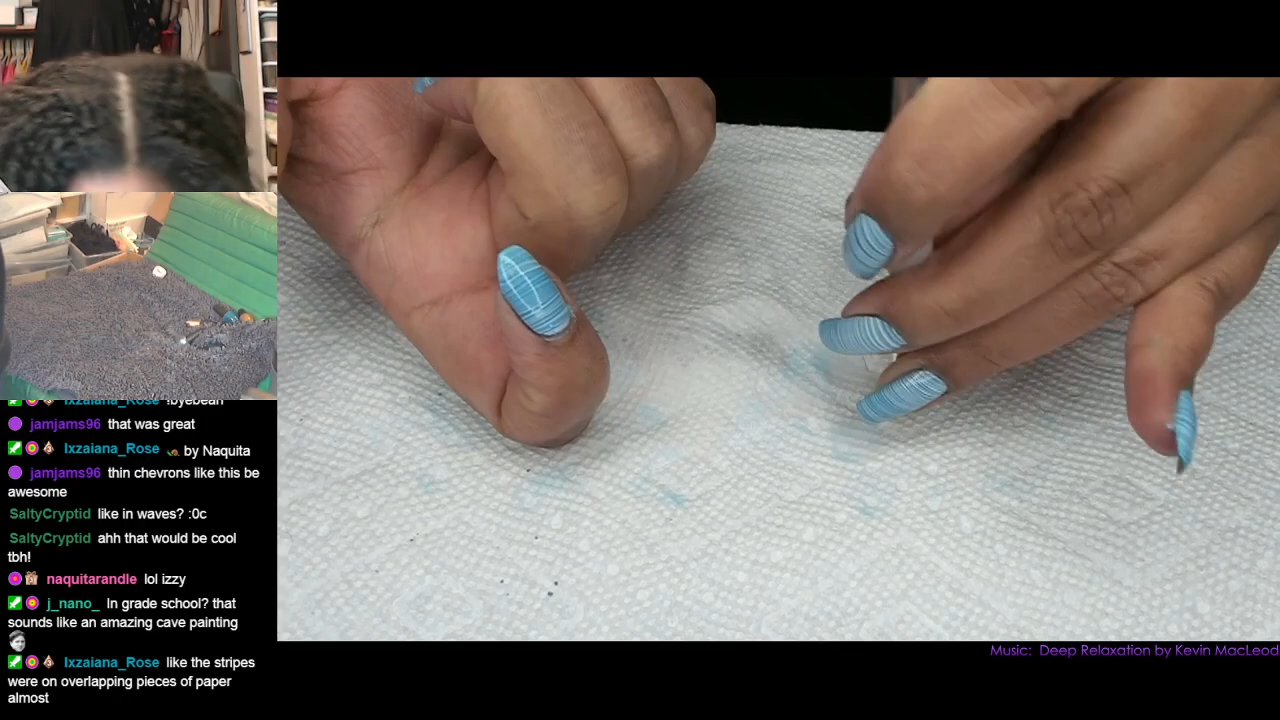 Ixzaiana_Rose !byebean
jamjams96 that was great
Ixzaiana_Rose by Naquita
jamjams96 thin chevrons like this be
awesome
SaltyCryptid like in waves? :0c
SaltyCryptid ahh that would be cool
tbh!
naquitarandle lol izzy
j_nano_ In grade school? that
sounds like an amazing cave painting
Ixzaiana_Rose like the stripes
were on overlapping pieces of paper
almost
Music: Deep Relaxation by Kevin MacLeod